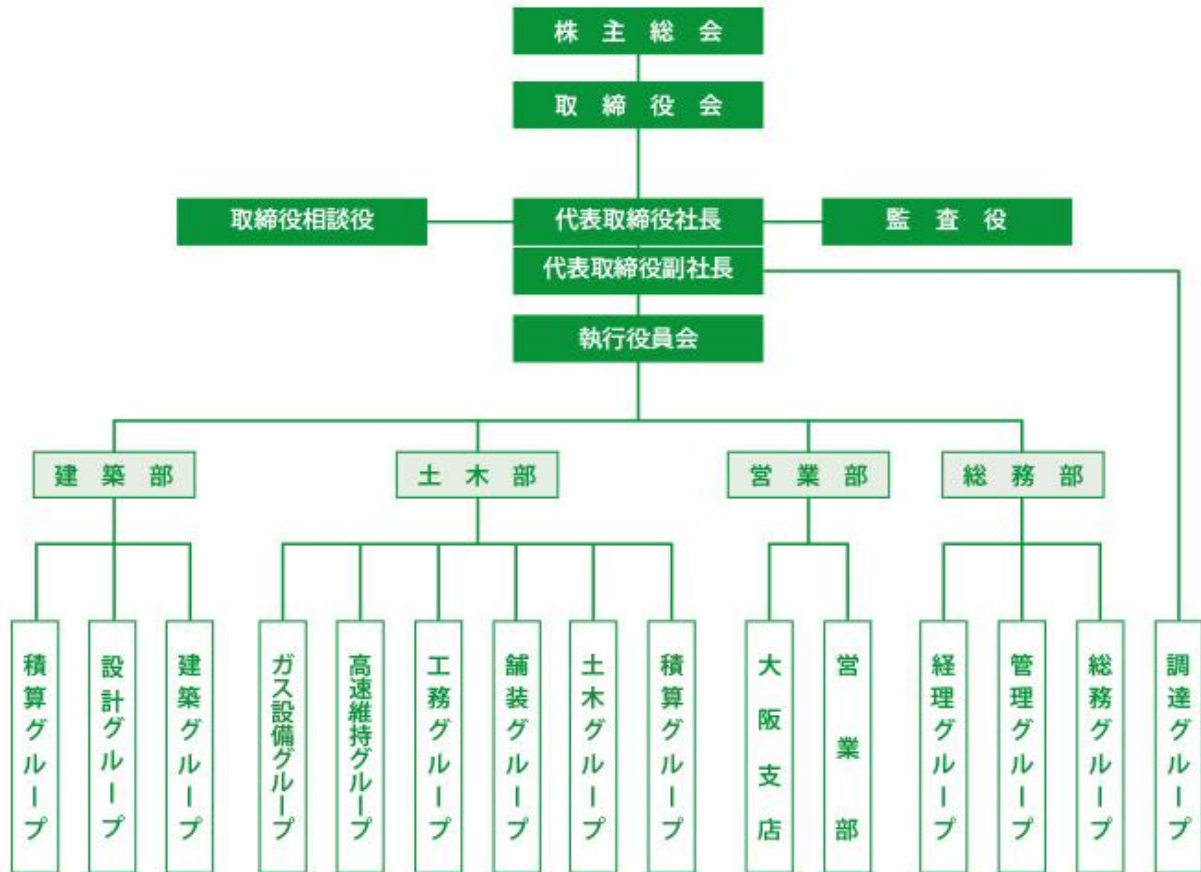 株主総会
取締役会
取締役相談役
代表取締役社長
監査役
代表取締役副社長
執行役員会
建築部
土木部
営業部
総務部
積算グループ
設計グループ
建築グループ
ガス設備グループ
高速維持グループ
工務グループ
舗装グループ
土木グループ
積算グループ
大阪支店
営業部
経理グループ
管理グループ
総務グループ
調達グループ